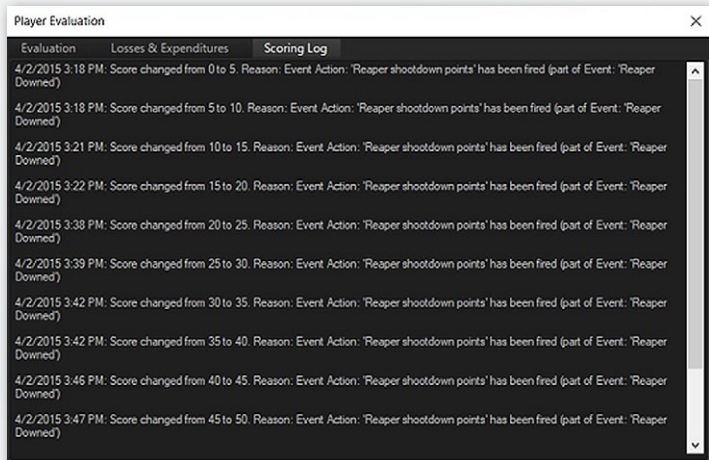 Player Evaluation
Evaluation Losses & Expenditures Scoring Log
4/2/2015 3:18 PM: Score changed from 0 to 5. Reason: Event Action: 'Reaper shootdown points' has been fired (part of Event: 'Reaper
Downed')
4/2/2015 3:18 PM: Score changed from 5 to 10. Reason: Event Action: 'Reaper shootdown points' has been fired (part of Event: 'Reaper
Downed')
4/2/2015 3:21 PM: Score changed from 10 to 15. Reason: Event Action: 'Reaper shootdown points' has been fired (part of Event: 'Reaper
Downed')
4/2/2015 3:22 PM: Score changed from 15 to 20. Reason: Event Action: 'Reaper shootdown points' has been fired (part of Event: 'Reaper
Downed')
4/2/2015 3:38 PM: Score changed from 20 to 25. Reason: Event Action: 'Reaper shootdown points' has been fired (part of Event: 'Reaper
Downed')
4/2/2015 3:39 PM: Score changed from 25 to 30. Reason: Event Action: 'Reaper shootdown points' has been fired (part of Event: 'Reaper
Downed')
4/2/2015 3:42 PM: Score changed from 30 to 35. Reason: Event Action: 'Reaper shootdown points' has been fired (part of Event: 'Reaper
Downed')
4/2/2015 3:42 PM: Score changed from 35 to 40. Reason: Event Action: 'Reaper shootdown points' has been fired (part of Event: 'Reaper
Downed')
4/2/2015 3:46 PM: Score changed from 40 to 45. Reason: Event Action: 'Reaper shootdown points' has been fired (part of Event: 'Reaper
Downed')
4/2/2015 3:47 PM: Score changed from 45 to 50. Reason: Event Action: 'Reaper shootdown points' has been fired (part of Event: 'Reaper
Downed')